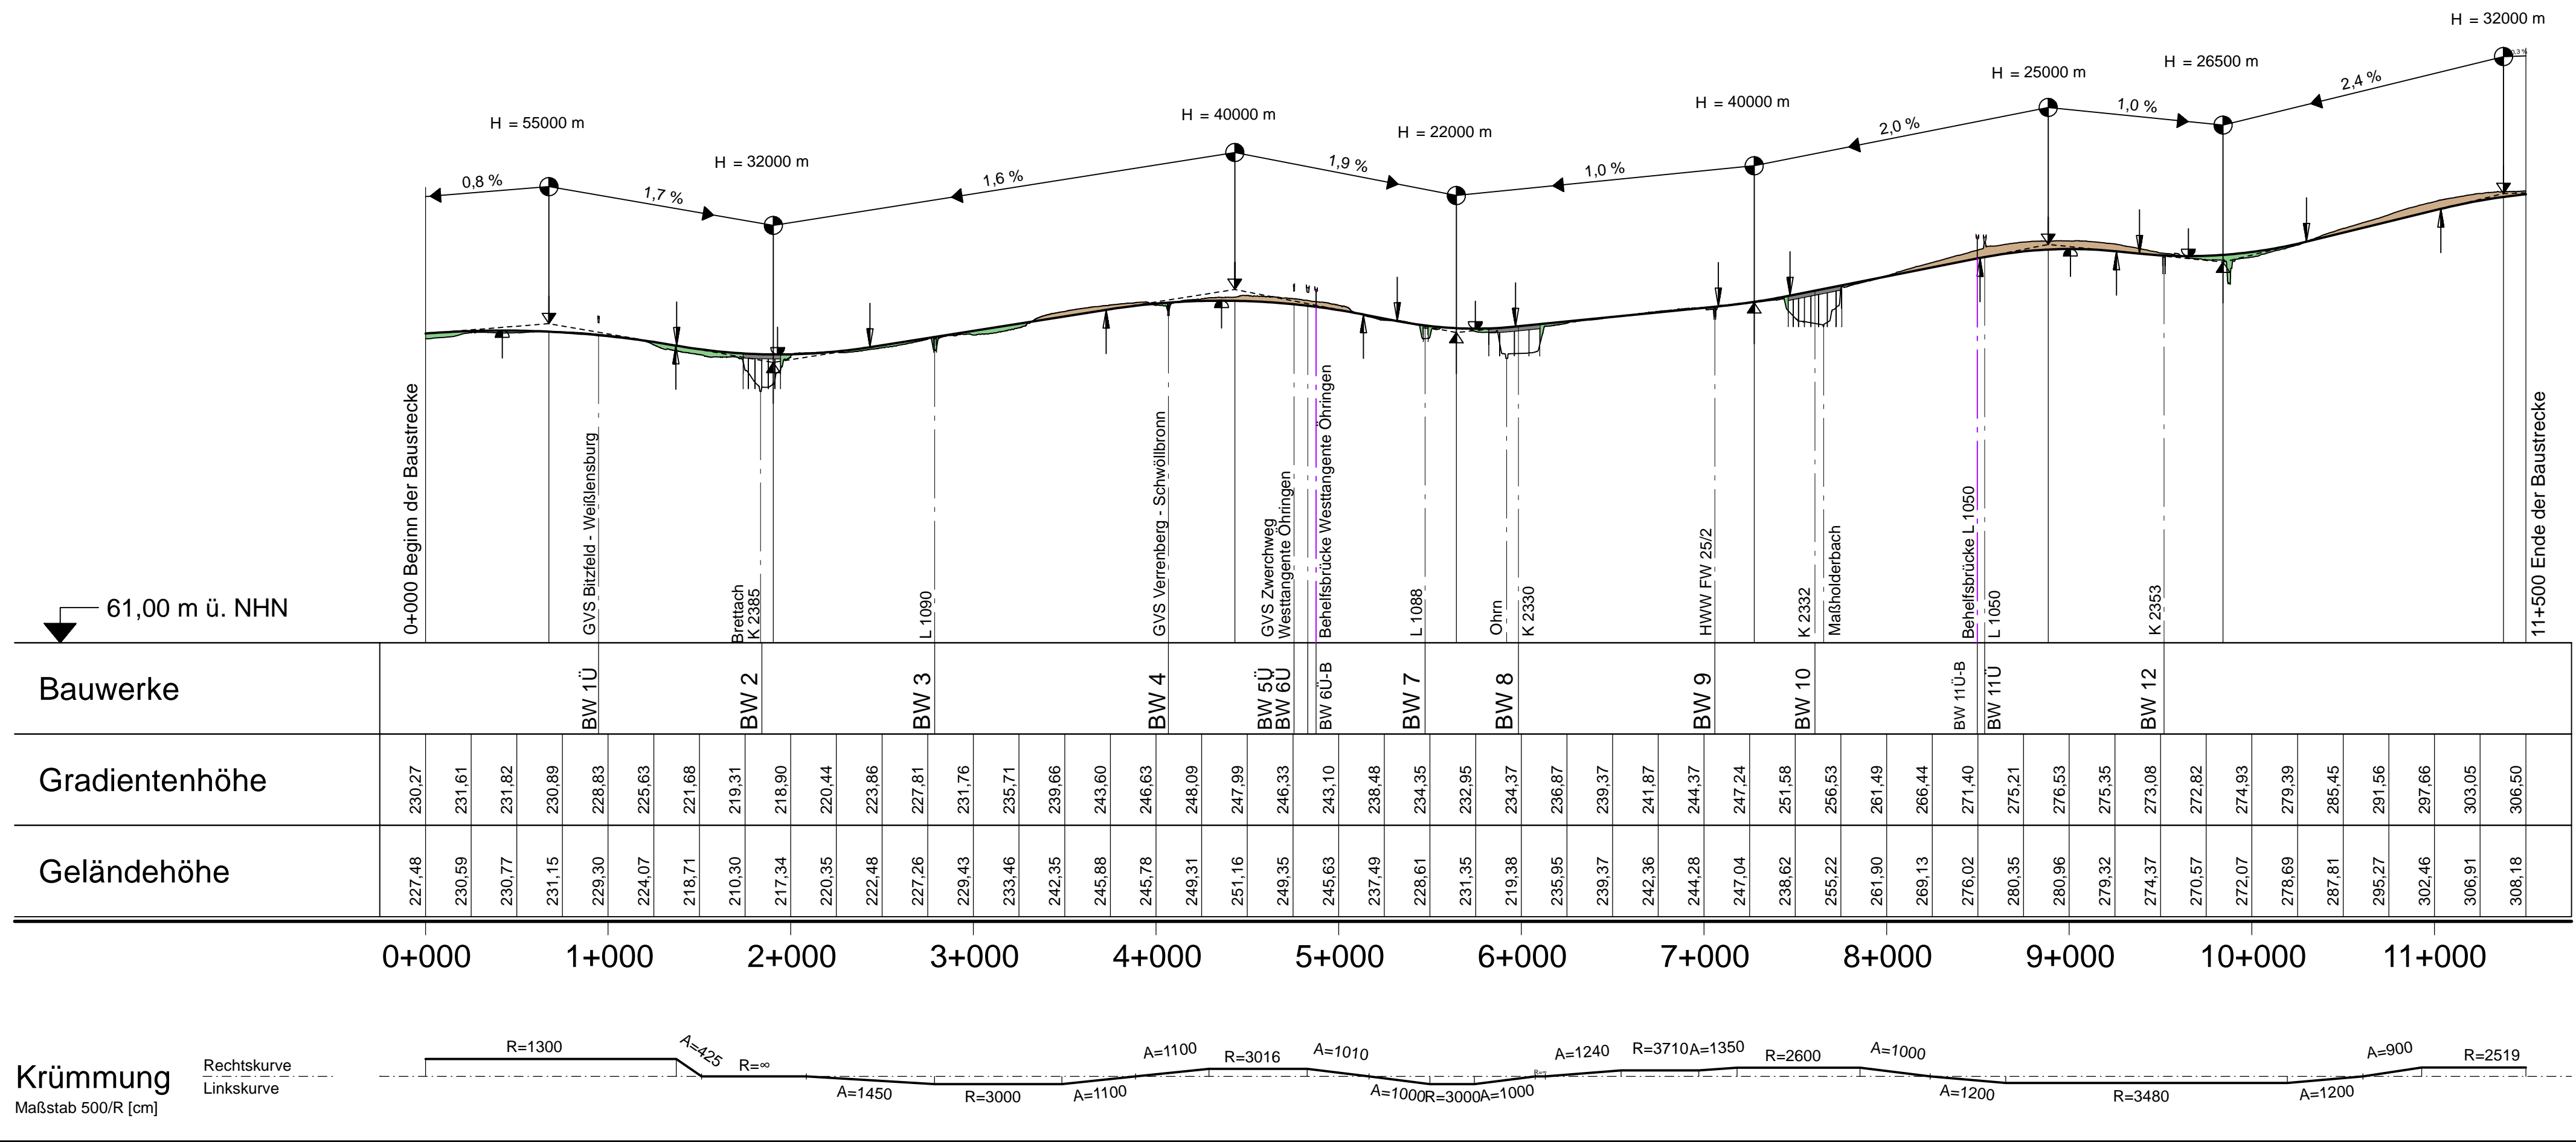 H = 55000 m
H = 32000 m
H = 40000 m
H = 22000 m
H = 40000 m
H = 25000 m
H = 26500 m
H = 32000 m
0,8 %
1,7 %
1,6 %
1,9 %
1,0 %
2,0 %
1,0 %
2,4 %
0+000 Beginn der Baustrecke
GVS Bitzfeld - Weißlensburg
Brettach
K 2385
L 1090
GVS Verrenberg - Schwöllbronn
GVS Zwerchweg
Westtangente Öhringen
Behelfsbrücke Westtangente Öhringen
L 1088
Ohrn
K 2330
HWW FW 25/2
K 2332
Maßholderbach
Behelfsbrücke L 1050
L 1050
K 2353
11+500 Ende der Baustrecke
61,00 m ü. NHN
Bauwerke
BW 1Ü
BW 2
BW 3
BW 4
BW 5Ü
BW 6Ü
BW 6Ü-B
BW 7
BW 8
BW 9
BW 10
BW 11Ü-B
BW 11Ü
BW 12
Gradientenhöhe
230,27 231,61 231,82 230,89 228,83 225,63 221,68 219,31 218,90 220,44 223,86 227,81 231,76 235,71 239,66 243,60 246,63 248,09 247,99 246,33 243,10 238,48 234,35 232,95 234,37 236,87 239,37 241,87 244,37 247,24 251,58 256,53 261,49 266,44 271,40 275,21 276,53 275,35 273,08 272,82 274,93 279,39 285,45 291,56 297,66 303,05 306,50
Geländehöhe
227,48 230,59 230,77 231,15 229,30 224,07 218,71 210,30 217,34 220,35 222,48 227,26 229,43 233,46 242,35 245,88 245,78 249,31 251,16 249,35 245,63 237,49 228,61 231,35 219,38 235,95 239,37 242,36 244,28 247,04 238,62 255,22 261,90 269,13 276,02 280,35 280,96 279,32 274,37 270,57 272,07 278,69 287,81 295,27 302,46 306,91 308,18
0+000 1+000 2+000 3+000 4+000 5+000 6+000 7+000 8+000 9+000 10+000 11+000
Krümmung
Maßstab 500/R [cm]
Rechtskurve
Linkskurve
R=1300
A=425
R=∞
A=1450
R=3000
A=1100
A=1100
R=3016
A=1010
A=1000
R=3000
A=1000
A=1240
R=3710
A=1350
R=2600
A=1000
A=1200
R=3480
A=1200
A=900
R=2519